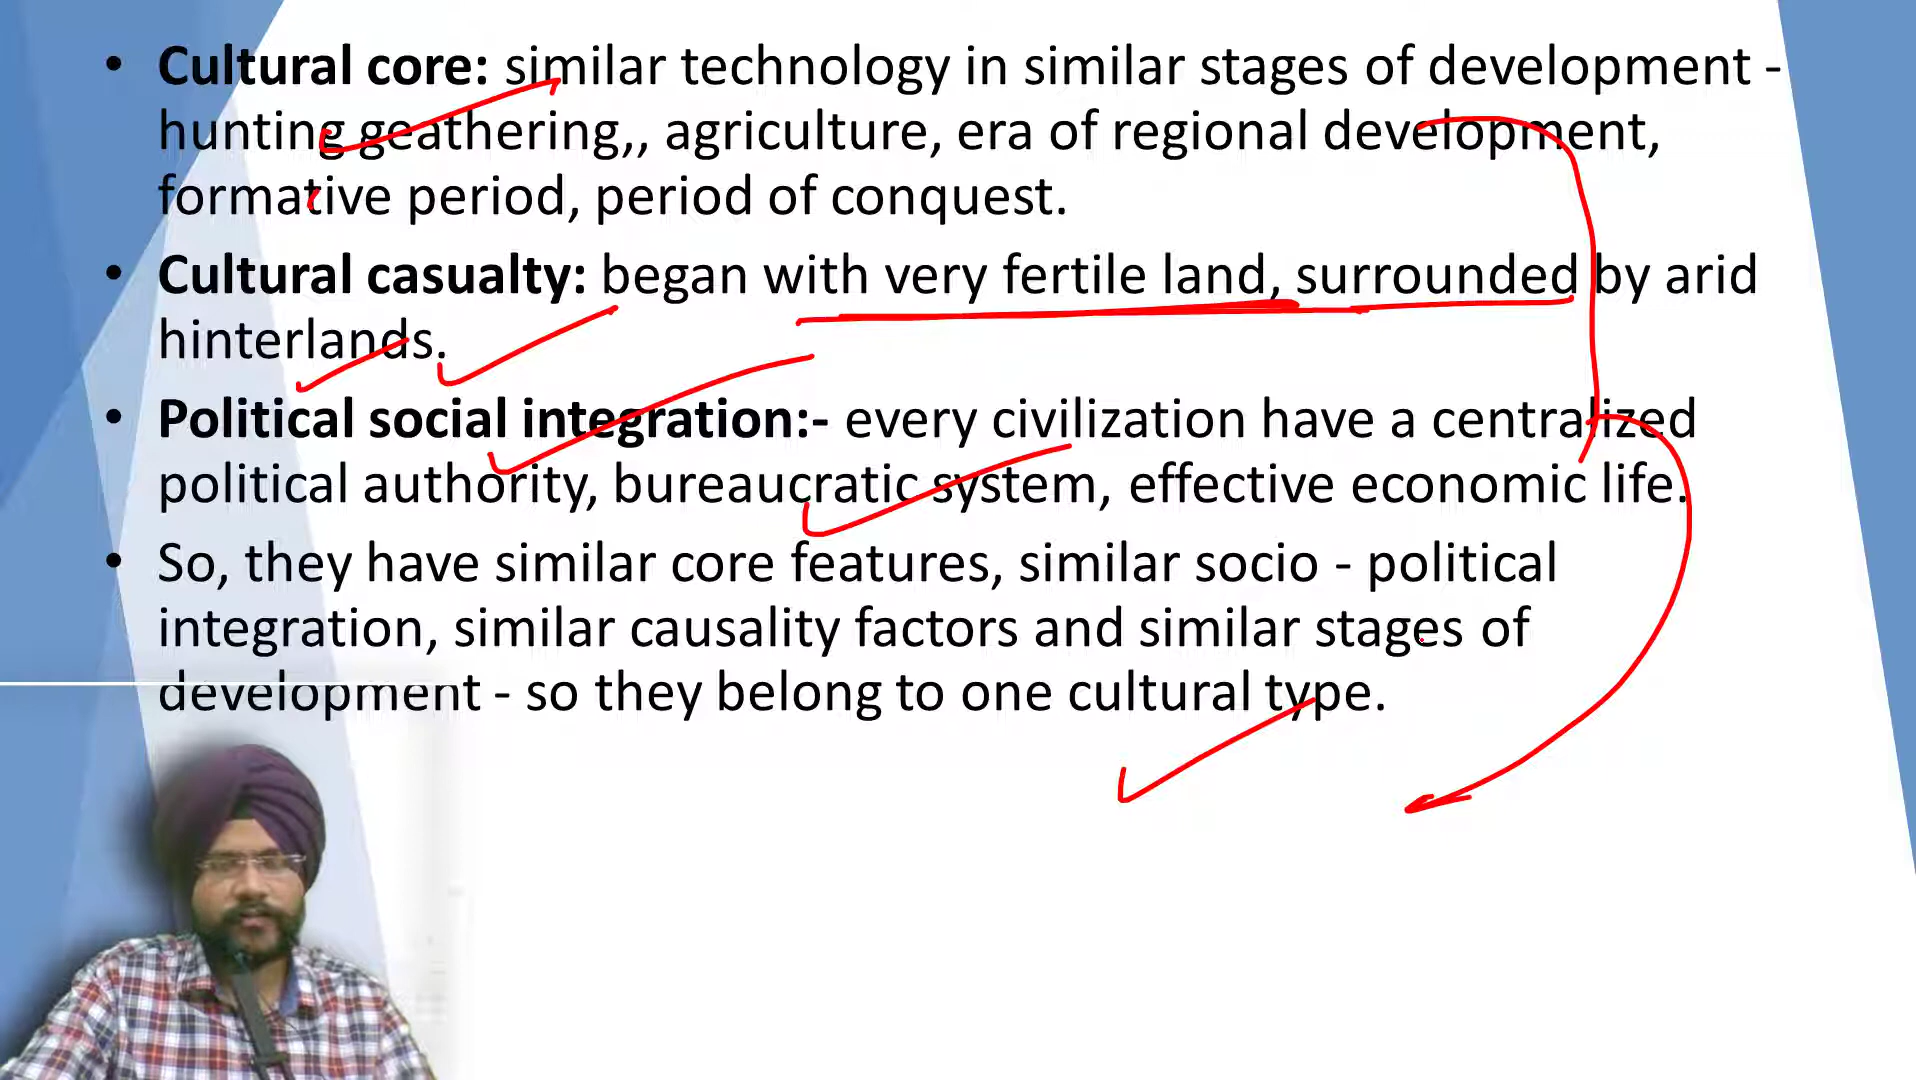 • Cultural core: similar technology in similar stages of development -
hunting geathering,, agriculture, era of regional development,
formative period, period of conquest.
• Cultural casualty: began with very fertile land, surrounded by arid
hinterlands.
• Political social integration:- every civilization have a centralized
political authority, bureaucratic system, effective economic life.
• So, they have similar core features, similar socio - political
integration, similar causality factors and similar stages of
development - so they belong to one cultural type.